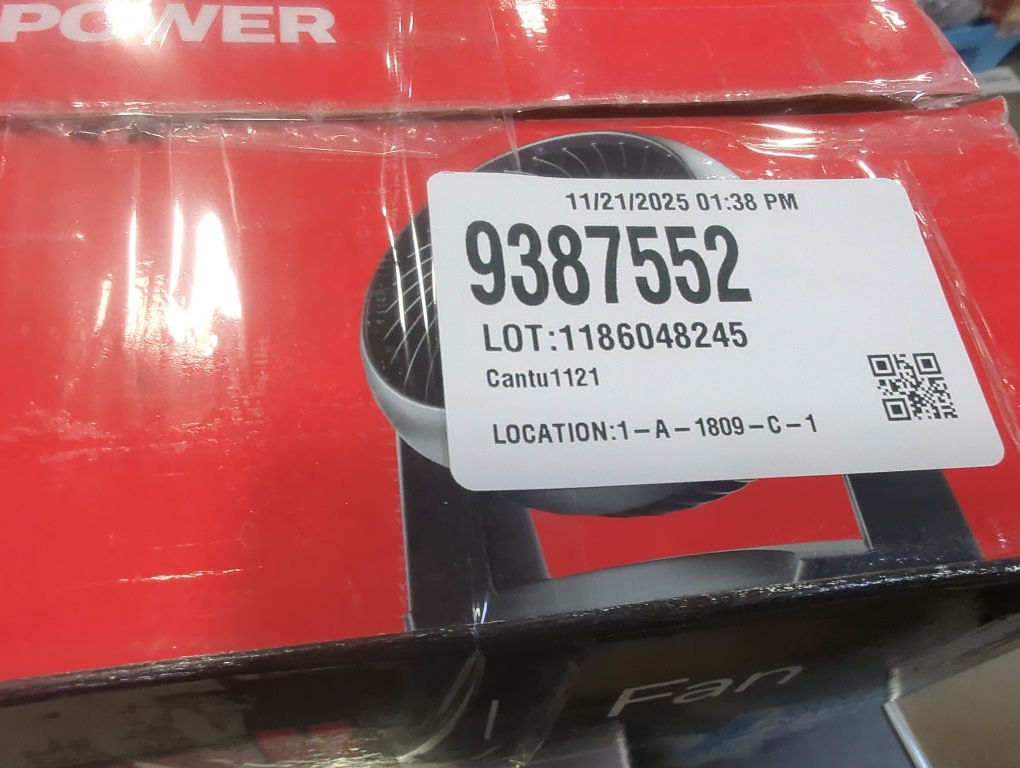 POWER
11/21/2025 01:38 PM
9387552
LOT:1186048245
Cantu1121
LOCATION:1-A-1809-C-1
Fan